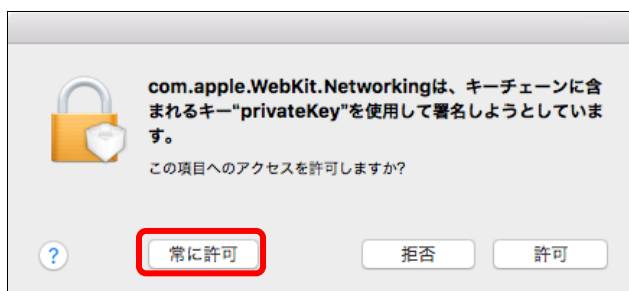 com.apple.WebKit.Networkingは、キーチェーンに含
まれるキー"privateKey"を使用して署名しようとしていま
す。
この項目へのアクセスを許可しますか?
? 常に許可 拒否 許可